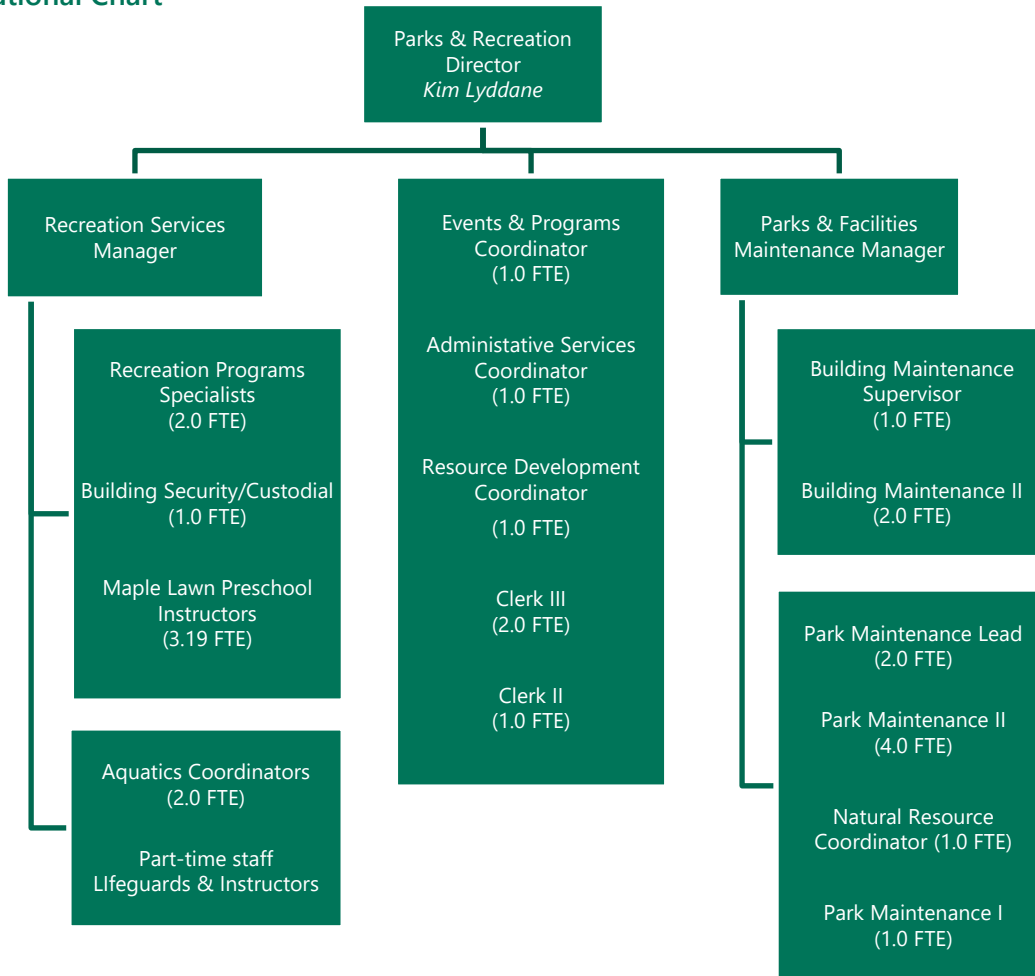 ational Chart
Parks & Recreation
Director
Kim Lyddane
Recreation Services
Manager
Recreation Programs
Specialists
(2.0 FTE)
Building Security/Custodial
(1.0 FTE)
Maple Lawn Preschool
Instructors
(3.19 FTE)
Aquatics Coordinators
(2.0 FTE)
Part-time staff
LIfeguards & Instructors
Events & Programs
Coordinator
(1.0 FTE)
Administative Services
Coordinator
(1.0 FTE)
Resource Development
Coordinator
(1.0 FTE)
Clerk III
(2.0 FTE)
Clerk II
(1.0 FTE)
Parks & Facilities
Maintenance Manager
Building Maintenance
Supervisor
(1.0 FTE)
Building Maintenance II
(2.0 FTE)
Park Maintenance Lead
(2.0 FTE)
Park Maintenance II
(4.0 FTE)
Natural Resource
Coordinator (1.0 FTE)
Park Maintenance I
(1.0 FTE)